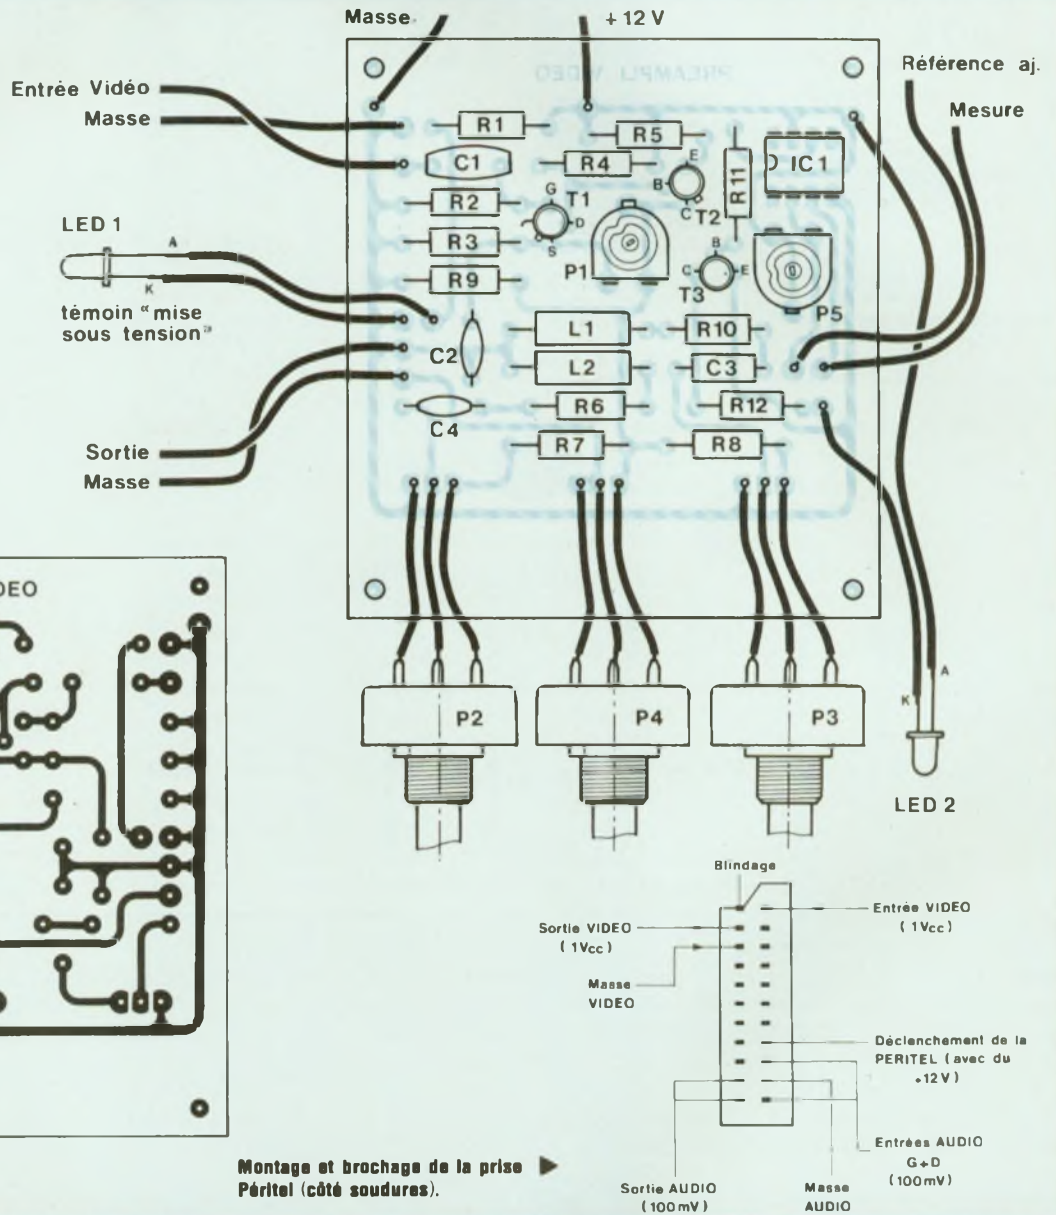 Masse
+ 12 V
PREAMPLI VIDEO
Entrée Vidéo
Masse
Référence aj.
Mesure
R1
R5
C1
R4
E
B
C
T2
R11
IC1
R2
G
T1
D
S
LED 1
A
K
R3
P1
B
C
E
T3
P5
R9
témoin “mise
sous tension”
L1
R10
C2
L2
C3
R6
R12
C4
R7
R8
Sortie
Masse
DEO
P2
P4
P3
A
K
LED 2
Blindage
Entrée VIDEO
( 1Vcc )
Sortie VIDEO
( 1Vcc )
Masse
VIDEO
Déclenchement de la
PERITEL ( avec du
+12 V )
Entrées AUDIO
G+D
(100mV)
Sortie AUDIO
(100mV)
Masse
AUDIO
Montage et brochage de la prise
Péritel (côté soudures).